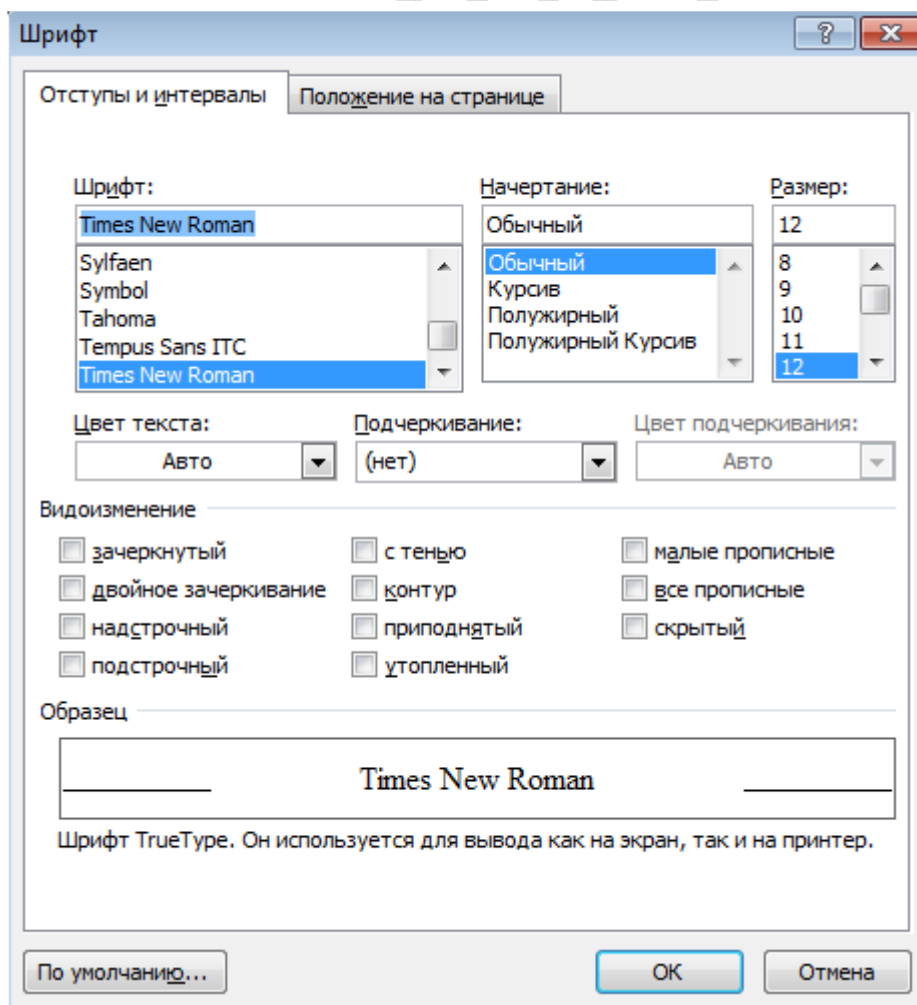 Шрифт
Отступы и интервалы Положение на странице
Шрифт: Начертание: Размер:
Times New Roman Обычный 12
Sylfaen Обычный 8
Symbol Курсив 9
Tahoma Полужирный 10
Tempus Sans ITC Полужирный Курсив 11
Times New Roman 12
Цвет текста: Подчеркивание: Цвет подчеркивания:
Авто (нет) Авто
Видоизменение
зачеркнутый с тенью малые прописные
двойное зачеркивание контур все прописные
надстрочный приподнятый скрытый
подстрочный утопленный
Образец
Times New Roman
Шрифт TrueType. Он используется для вывода как на экран, так и на принтер.
По умолчанию... ОК Отмена